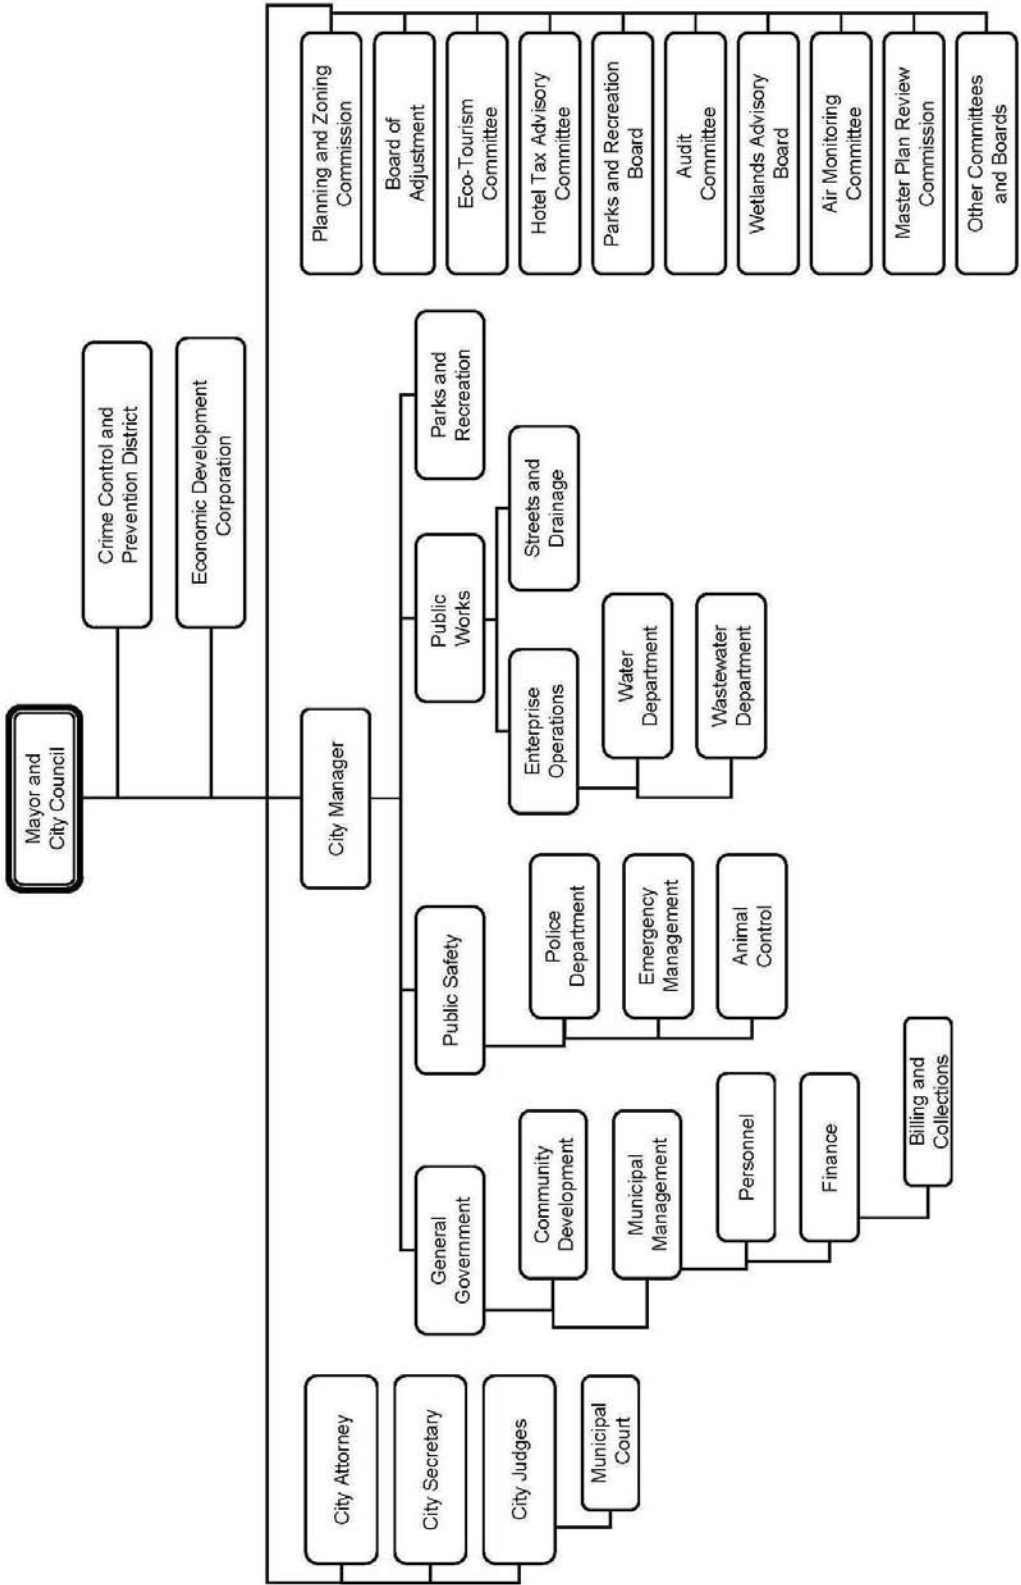 Mayor and
City Council
Crime Control and
Prevention District
Economic Development
Corporation
City Manager
City Attorney
City Secretary
City Judges
Municipal
Court
General
Government
Community
Development
Municipal
Management
Personnel
Finance
Billing and
Collections
Public Safety
Police
Department
Emergency
Management
Animal
Control
Public
Works
Enterprise
Operations
Water
Department
Wastewater
Department
Streets and
Drainage
Parks and
Recreation
Planning and Zoning
Commission
Board of
Adjustment
Eco-Tourism
Committee
Hotel Tax Advisory
Committee
Parks and Recreation
Board
Audit
Committee
Wetlands Advisory
Board
Air Monitoring
Committee
Master Plan Review
Commission
Other Committees
and Boards